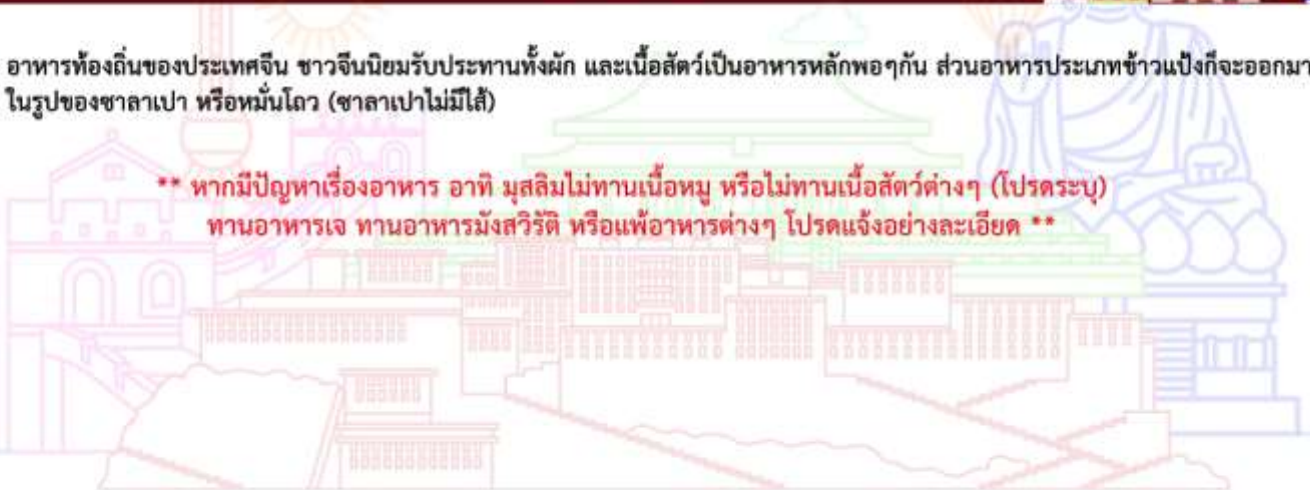 อาหารท้องถิ่นของประเทศจีน ชาวจีนนิยมรับประทานทั้งผัก และเนื้อสัตว์เป็นอาหารหลักพอๆกัน ส่วนอาหารประเภทข้าวแป้งก็จะออกมา
ในรูปของซาลาเปา หรือหมั่นโถว (ซาลาเปาไม่มีไส้)
** หากมีปัญหาเรื่องอาหาร อาทิ มุสลิมไม่ทานเนื้อหมู หรือไม่ทานเนื้อสัตว์ต่างๆ (โปรดระบุ)
ทานอาหารเจ ทานอาหารมังสวิรัติ หรือแพ้อาหารต่างๆ โปรดแจ้งอย่างละเอียด **